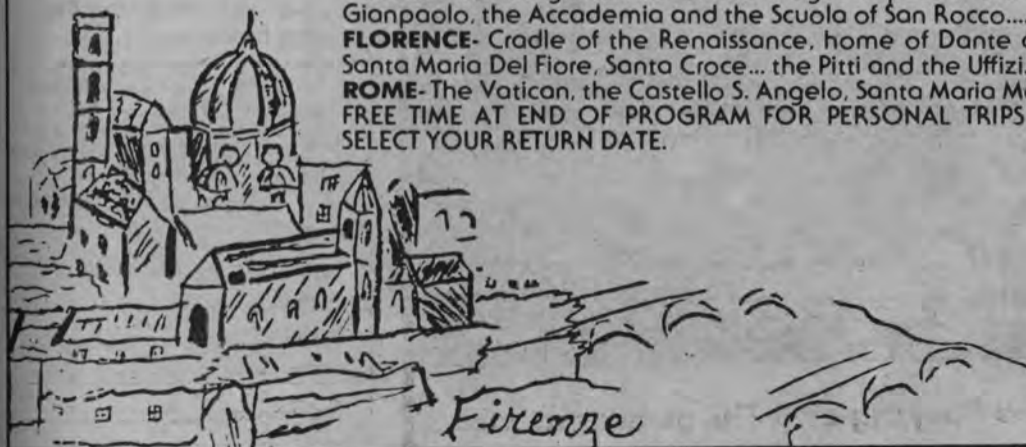 Gianpaolo, the Accademia and the Scuola of San Rocco...
FLORENCE- Cradle of the Renaissance, home of Dante
Santa Maria Del Fiore, Santa Croce... the Pitti and the Uffizi.
ROME- The Vatican, the Castello S. Angelo, Santa Maria
FREE TIME AT END OF PROGRAM FOR PERSONAL TRIPS
SELECT YOUR RETURN DATE.
Firenze